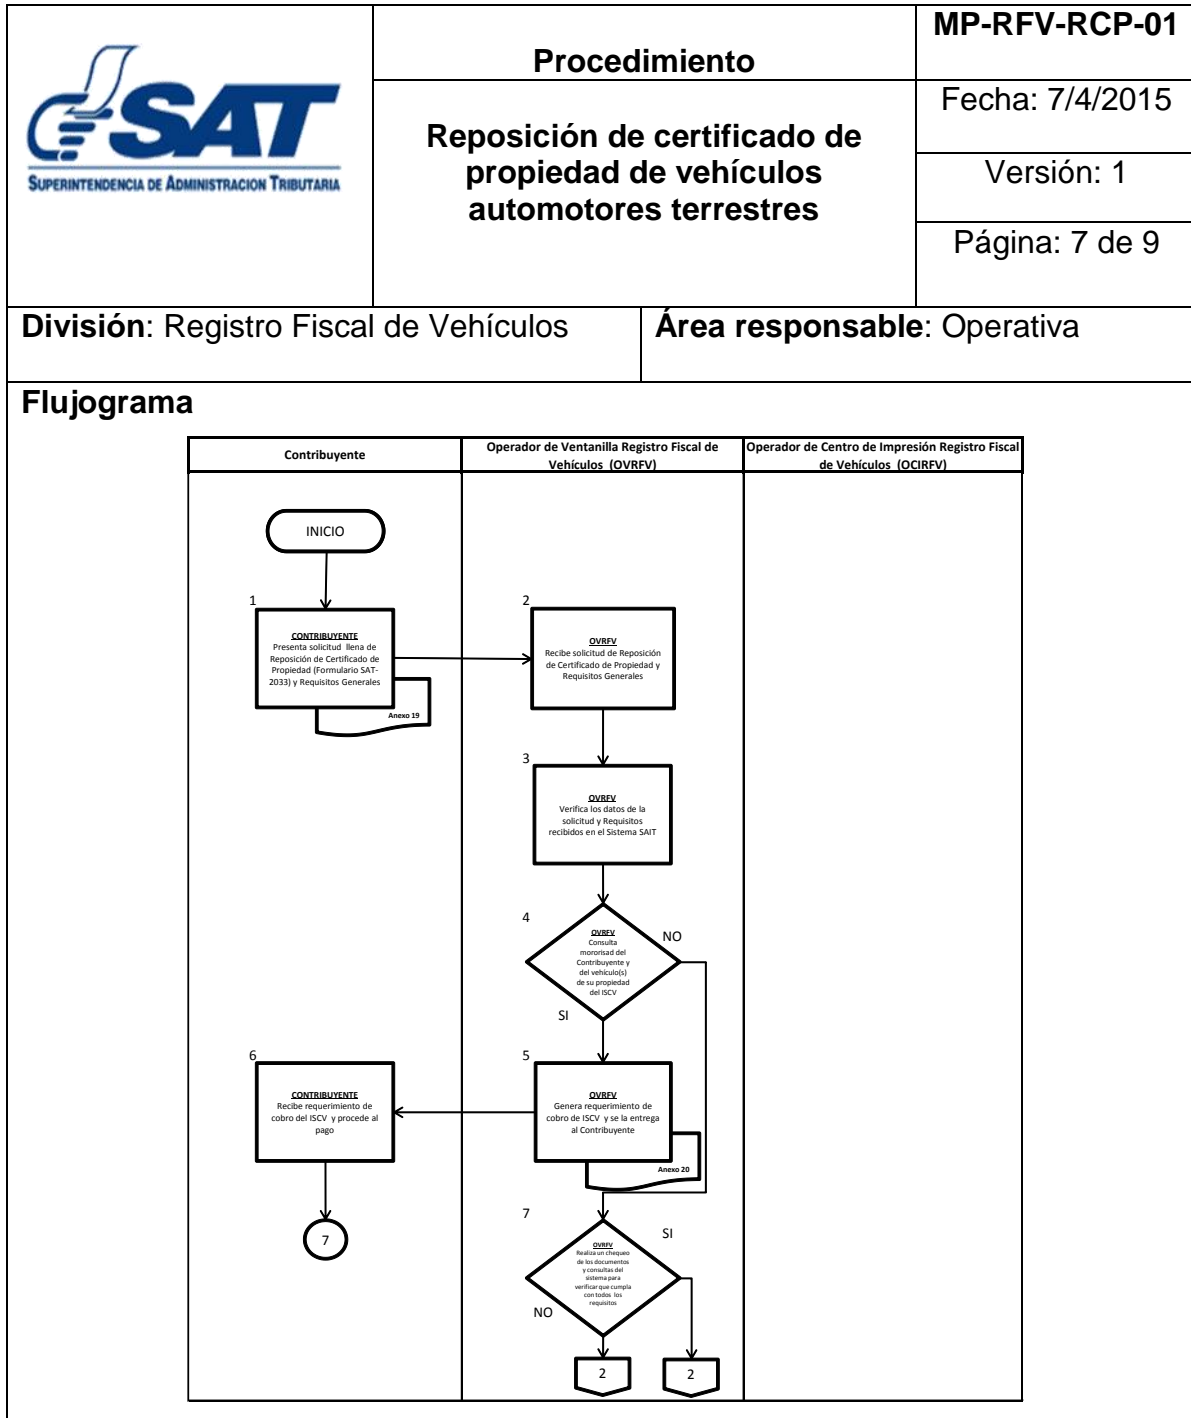 SAT
SUPERINTENDENCIA DE ADMINISTRACION TRIBUTARIA
Procedimiento
Reposición de certificado de
propiedad de vehículos
automotores terrestres
MP-RFV-RCP-01
Fecha: 7/4/2015
Versión: 1
Página: 7 de 9
División: Registro Fiscal de Vehículos
Área responsable: Operativa
Flujograma
Contribuyente
Operador de Ventanilla Registro Fiscal de
Vehículos (OVRFV)
Operador de Centro de Impresión Registro Fiscal
de Vehículos (OCIRFV)
INICIO
1
CONTRIBUYENTE
Presenta solicitud llena de
Reposición de Certificado de
Propiedad (Formulario SAT-
2033) y Requisitos Generales
Anexo 19
2
OVRFV
Recibe solicitud de Reposición
de Certificado de Propiedad y
Requisitos Generales
3
OVRFV
Verifica los datos de la
solicitud y Requisitos
recibidos en el Sistema SAIT
4
OVRFV
Consulta
mororisad del
Contribuyente y
del vehículo(s)
de su propiedad
del ISCV
NO
SI
6
CONTRIBUYENTE
Recibe requerimiento de
cobro del ISCV y procede al
pago
5
OVRFV
Genera requerimiento de
cobro de ISCV y se la entrega
al Contribuyente
Anexo 20
7
7
OVRFV
Realiza un chequeo
de los documentos
y consultas del
sistema para
verificar que cumpla
con todos los
requisitos
SI
NO
2
2